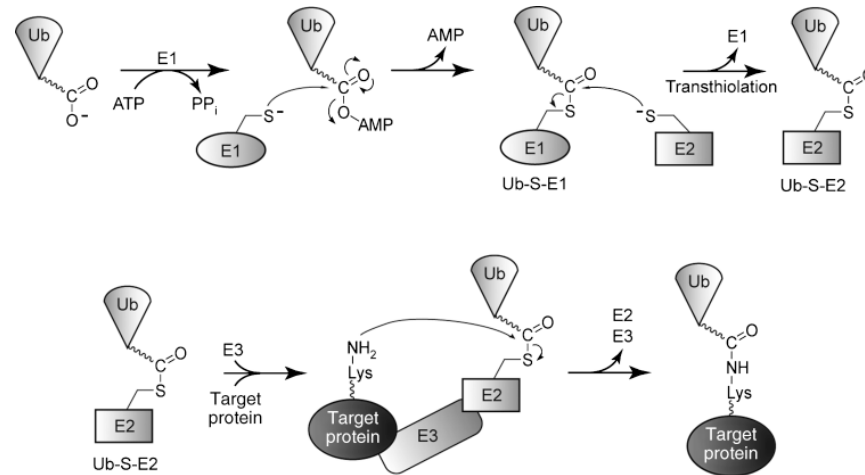 Ub
E1
ATP
PPi
C
O
O-
Ub
C
O
O
AMP
S-
E1
AMP
Ub
C
O
S
E1
Ub-S-E1
-S
E2
E1
Transthiolation
Ub
C
O
S
E2
Ub-S-E2
Ub
C
O
S
E2
Ub-S-E2
E3
Target
protein
NH2
Lys
Target
protein
E3
E2
Ub
C
O
S
E2
E3
Ub
C
O
NH
Lys
Target
protein